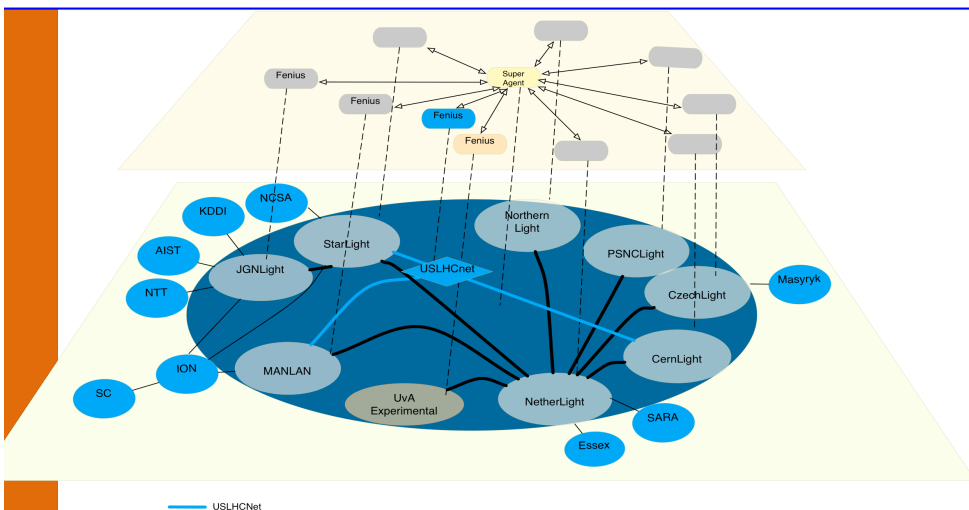 Super
Agent
Fenius
Fenius
Fenius
Fenius
NCSA
KDDI
Northern
Light
StarLight
AIST
PSNCLight
JGNLight
USLHCnet
Masyryk
NTT
CzechLight
CernLight
ION
MANLAN
SC
UvA
Experimental
NetherLight
SARA
Essex
USLHCNet